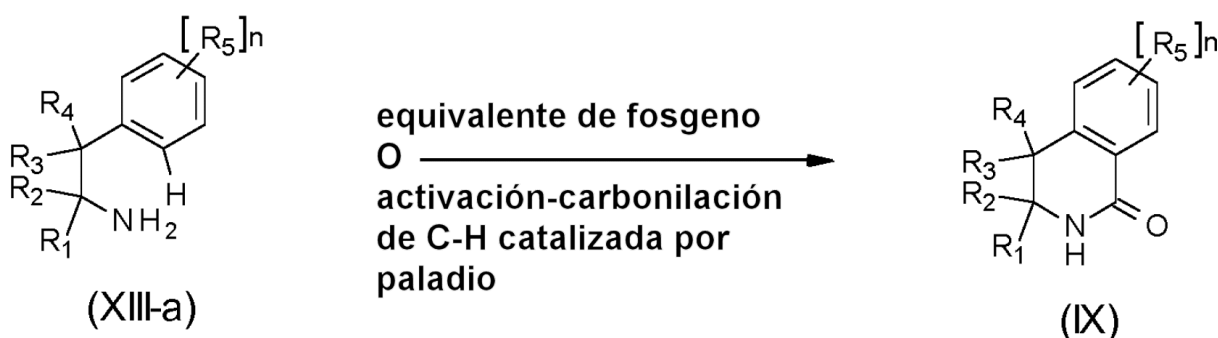 [R5]n
R4
R3
R2
R1
H
NH2
(XIII-a)
equivalente de fosgeno
O
activación-carbonilación
de C-H catalizada por
paladio
[R5]n
R4
R3
R2
R1
N
H
O
(IX)